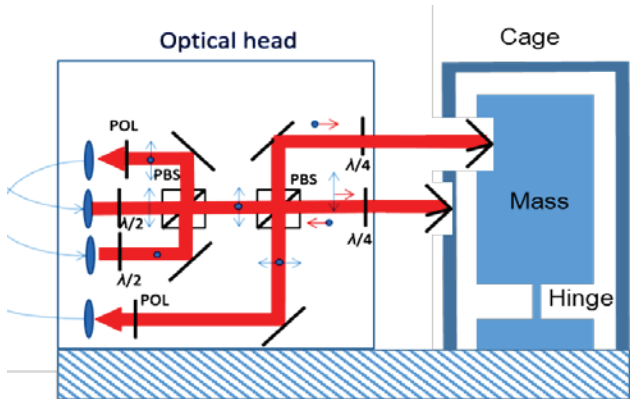 Optical head
Cage
POL
PBS
PBS
λ/4
λ/2
λ/4
λ/2
Mass
POL
Hinge